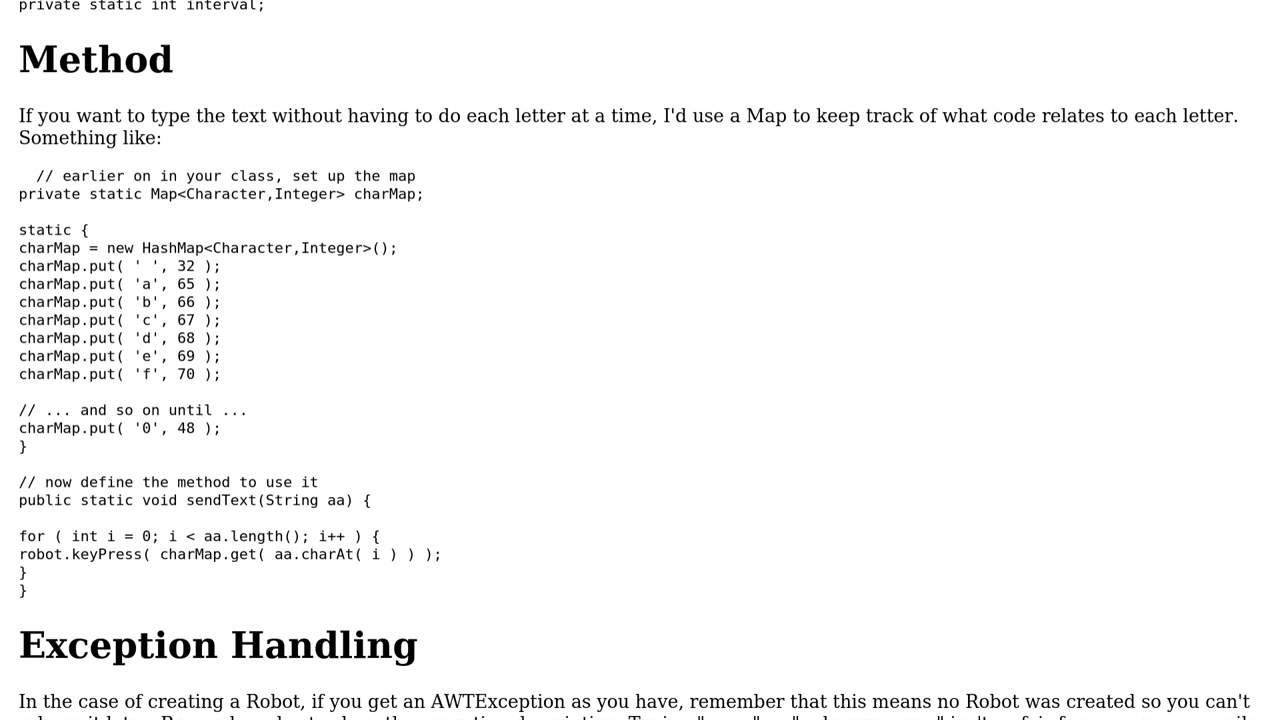 private static int interval;
Method
If you want to type the text without having to do each letter at a time, I'd use a Map to keep track of what code relates to each letter.
Something like:
// earlier on in your class, set up the map
private static Map<Character,Integer> charMap;
static {
charMap = new HashMap<Character,Integer>();
charMap.put( ' ', 32 );
charMap.put( 'a', 65 );
charMap.put( 'b', 66 );
charMap.put( 'c', 67 );
charMap.put( 'd', 68 );
charMap.put( 'e', 69 );
charMap.put( 'f', 70 );
// ... and so on until ...
charMap.put( '0', 48 );
}
// now define the method to use it
public static void sendText(String aa) {
for ( int i = 0; i < aa.length(); i++ ) {
robot.keyPress( charMap.get( aa.charAt( i ) ) );
}
}
Exception Handling
In the case of creating a Robot, if you get an AWTException as you have, remember that this means no Robot was created so you can't